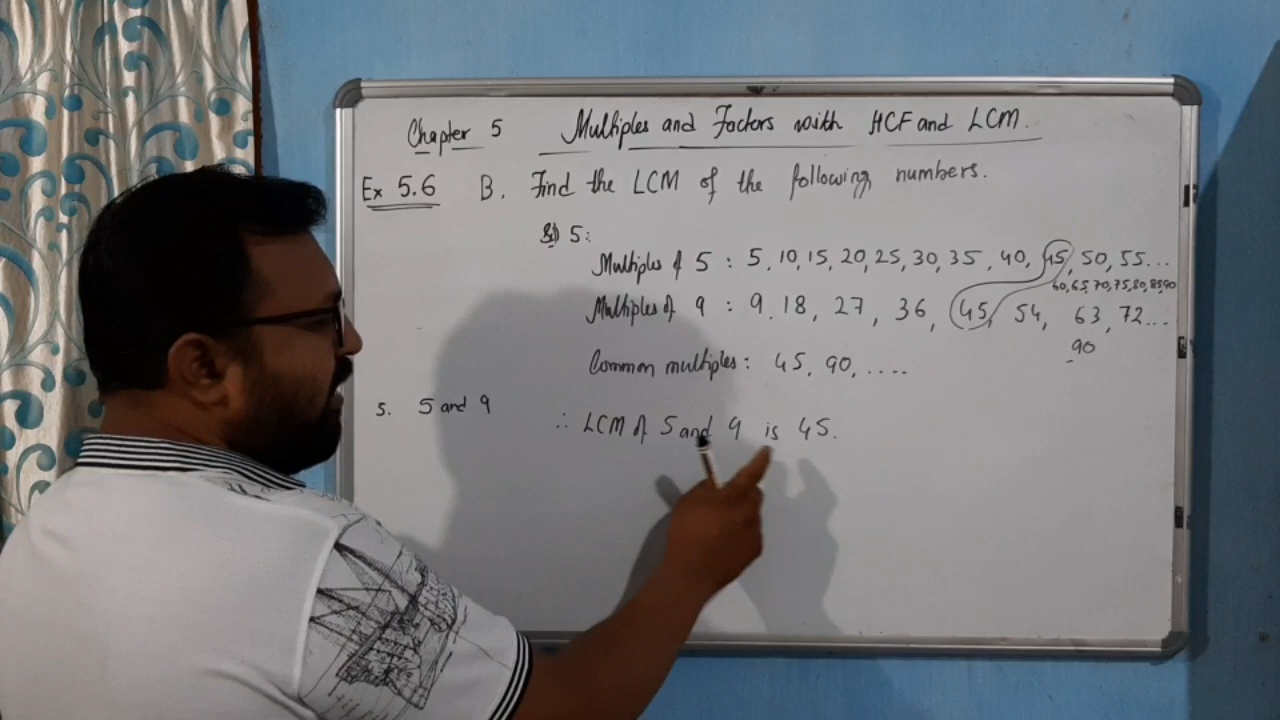 Chapter 5 Multiples and Factors with HCF and LCM.
Ex 5.6 B. Find the LCM of the following numbers.
5:
Multiples of 5 : 5, 10, 15, 20, 25, 30, 35, 40, 45, 50, 55...
60, 65, 70, 75, 80, 85, 90
Multiples of 9 : 9, 18, 27, 36, 45, 54, 63, 72...
90
Common multiples: 45, 90, ....
5. 5 and 9
∴ LCM of 5 and 9 is 45.